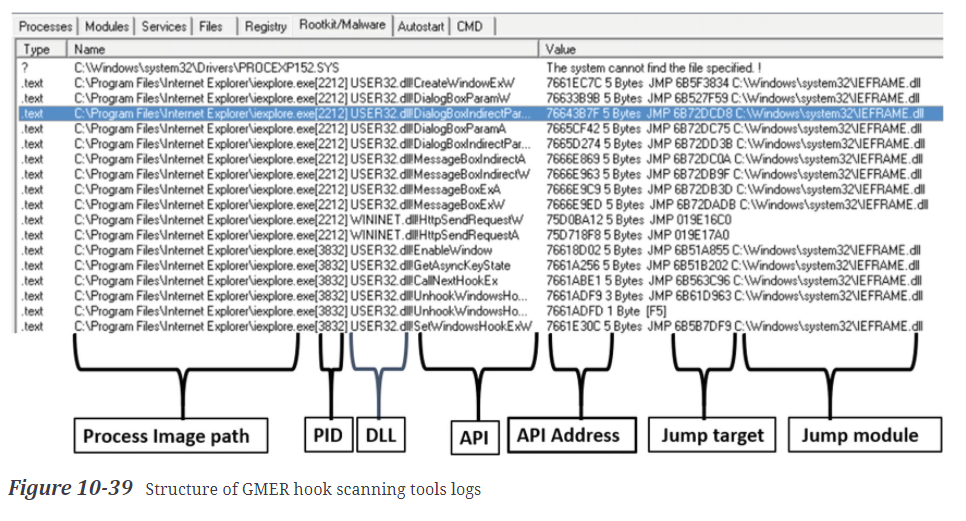 Processes Modules Services Files Registry Rootkit/Malware Autostart CMD
Type Name Value
? C:\Windows\system32\Drivers\PROCEXP152.SYS The system cannot find the file specified. !
.text C:\Program Files\Internet Explorer\iexplore.exe[2212] USER32.dll!CreateWindowExW 7661EC7C 5 Bytes JMP 6B5F3834 C:\Windows\system32\IEFRAME.dll
.text C:\Program Files\Internet Explorer\iexplore.exe[2212] USER32.dll!DialogBoxParamW 76633B9B 5 Bytes JMP 6B527F59 C:\Windows\system32\IEFRAME.dll
.text C:\Program Files\Internet Explorer\iexplore.exe[2212] USER32.dll!DialogBoxIndirectPar... 76643B7F 5 Bytes JMP 6B72DCD8 C:\Windows\system32\IEFRAME.dll
.text C:\Program Files\Internet Explorer\iexplore.exe[2212] USER32.dll!DialogBoxParamA 7665CF42 5 Bytes JMP 6B72DC75 C:\Windows\system32\IEFRAME.dll
.text C:\Program Files\Internet Explorer\iexplore.exe[2212] USER32.dll!DialogBoxIndirectPar... 7665D274 5 Bytes JMP 6B72DD3B C:\Windows\system32\IEFRAME.dll
.text C:\Program Files\Internet Explorer\iexplore.exe[2212] USER32.dll!MessageBoxIndirectA 7666E869 5 Bytes JMP 6B72DC0A C:\Windows\system32\IEFRAME.dll
.text C:\Program Files\Internet Explorer\iexplore.exe[2212] USER32.dll!MessageBoxIndirectW 7666E963 5 Bytes JMP 6B72DB9F C:\Windows\system32\IEFRAME.dll
.text C:\Program Files\Internet Explorer\iexplore.exe[2212] USER32.dll!MessageBoxExA 7666E9C9 5 Bytes JMP 6B72DB3D C:\Windows\system32\IEFRAME.dll
.text C:\Program Files\Internet Explorer\iexplore.exe[2212] USER32.dll!MessageBoxExW 7666E9ED 5 Bytes JMP 6B72DADB C:\Windows\system32\IEFRAME.dll
.text C:\Program Files\Internet Explorer\iexplore.exe[2212] WININET.dll!HttpSendRequestW 75D0BA12 5 Bytes JMP 019E16C0
.text C:\Program Files\Internet Explorer\iexplore.exe[2212] WININET.dll!HttpSendRequestA 75D718F8 5 Bytes JMP 019E17A0
.text C:\Program Files\Internet Explorer\iexplore.exe[3832] USER32.dll!EnableWindow 76618D02 5 Bytes JMP 6B51A855 C:\Windows\system32\IEFRAME.dll
.text C:\Program Files\Internet Explorer\iexplore.exe[3832] USER32.dll!GetAsyncKeyState 7661A256 5 Bytes JMP 6B51B202 C:\Windows\system32\IEFRAME.dll
.text C:\Program Files\Internet Explorer\iexplore.exe[3832] USER32.dll!CallNextHookEx 7661ABE1 5 Bytes JMP 6B563C96 C:\Windows\system32\IEFRAME.dll
.text C:\Program Files\Internet Explorer\iexplore.exe[3832] USER32.dll!UnhookWindowsHo... 7661ADF9 3 Bytes JMP 6B61D963 C:\Windows\system32\IEFRAME.dll
.text C:\Program Files\Internet Explorer\iexplore.exe[3832] USER32.dll!UnhookWindowsHo... 7661ADFD 1 Byte [F5]
.text C:\Program Files\Internet Explorer\iexplore.exe[3832] USER32.dll!SetWindowsHookExW 7661E30C 5 Bytes JMP 6B5B7DF9 C:\Windows\system32\IEFRAME.dll
Process Image path PID DLL API API Address Jump target Jump module
Figure 10-39 Structure of GMER hook scanning tools logs